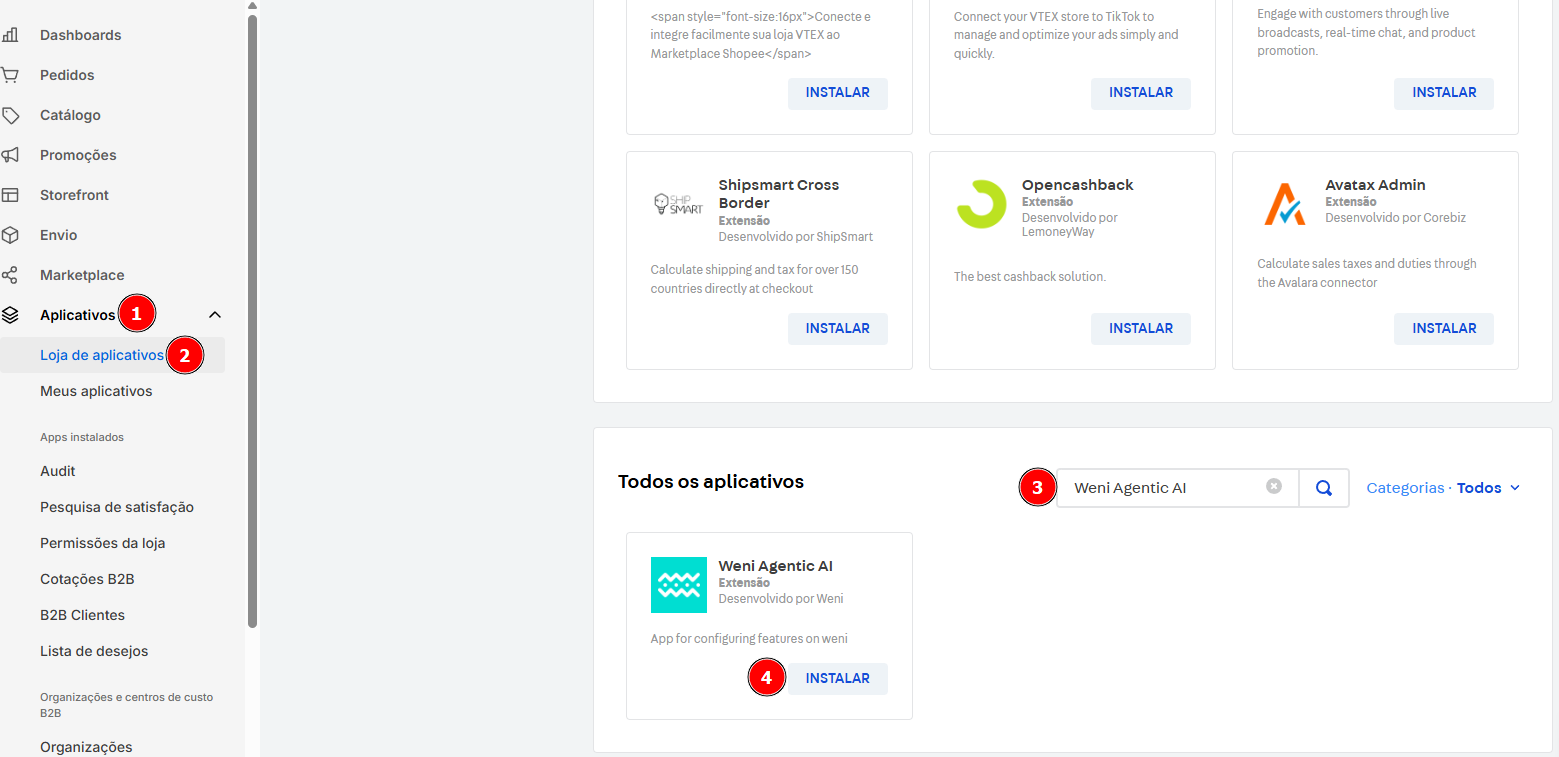 Dashboards
Pedidos
Catálogo
Promoções
Storefront
Envio
Marketplace
Aplicativos 1
Loja de aplicativos 2
Meus aplicativos
Apps instalados
Audit
Pesquisa de satisfação
Permissões da loja
Cotações B2B
B2B Clientes
Lista de desejos
Organizações e centros de custo
B2B
Organizações
<span style="font-size:16px">Conecte e
integre facilmente sua loja VTEX ao
Marketplace Shopee</span>
INSTALAR
Connect your VTEX store to TikTok to
manage and optimize your ads simply and
quickly.
INSTALAR
Engage with customers through live
broadcasts, real-time chat, and product
promotion.
INSTALAR
SHIP
SMART
Shipsmart Cross
Border
Extensão
Desenvolvido por ShipSmart
Calculate shipping and tax for over 150
countries directly at checkout
INSTALAR
Opencashback
Extensão
Desenvolvido por
LemoneyWay
The best cashback solution.
INSTALAR
Avatax Admin
Extensão
Desenvolvido por Corebiz
Calculate sales taxes and duties through
the Avalara connector
INSTALAR
Todos os aplicativos
3 Weni Agentic AI
Categorias · Todos
Weni Agentic AI
Extensão
Desenvolvido por Weni
App for configuring features on weni
4 INSTALAR